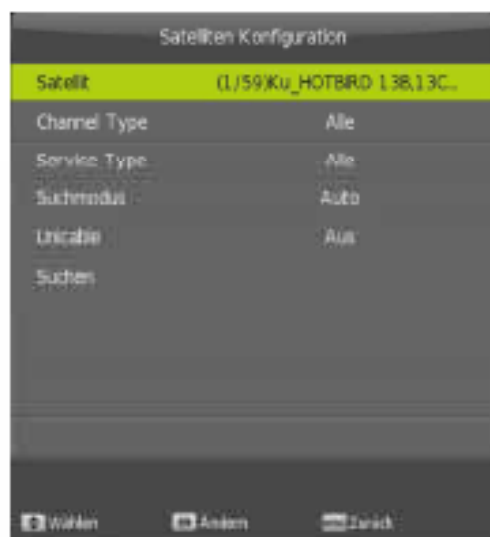 Satelliten Konfiguration
Satellit (1/59)Ku_HOTBIRD 13B,13C...
Channel Type Alle
Service Type Alle
Suchmodus Auto
Unicable Aus
Suchen
Wählen Ändern Zurück